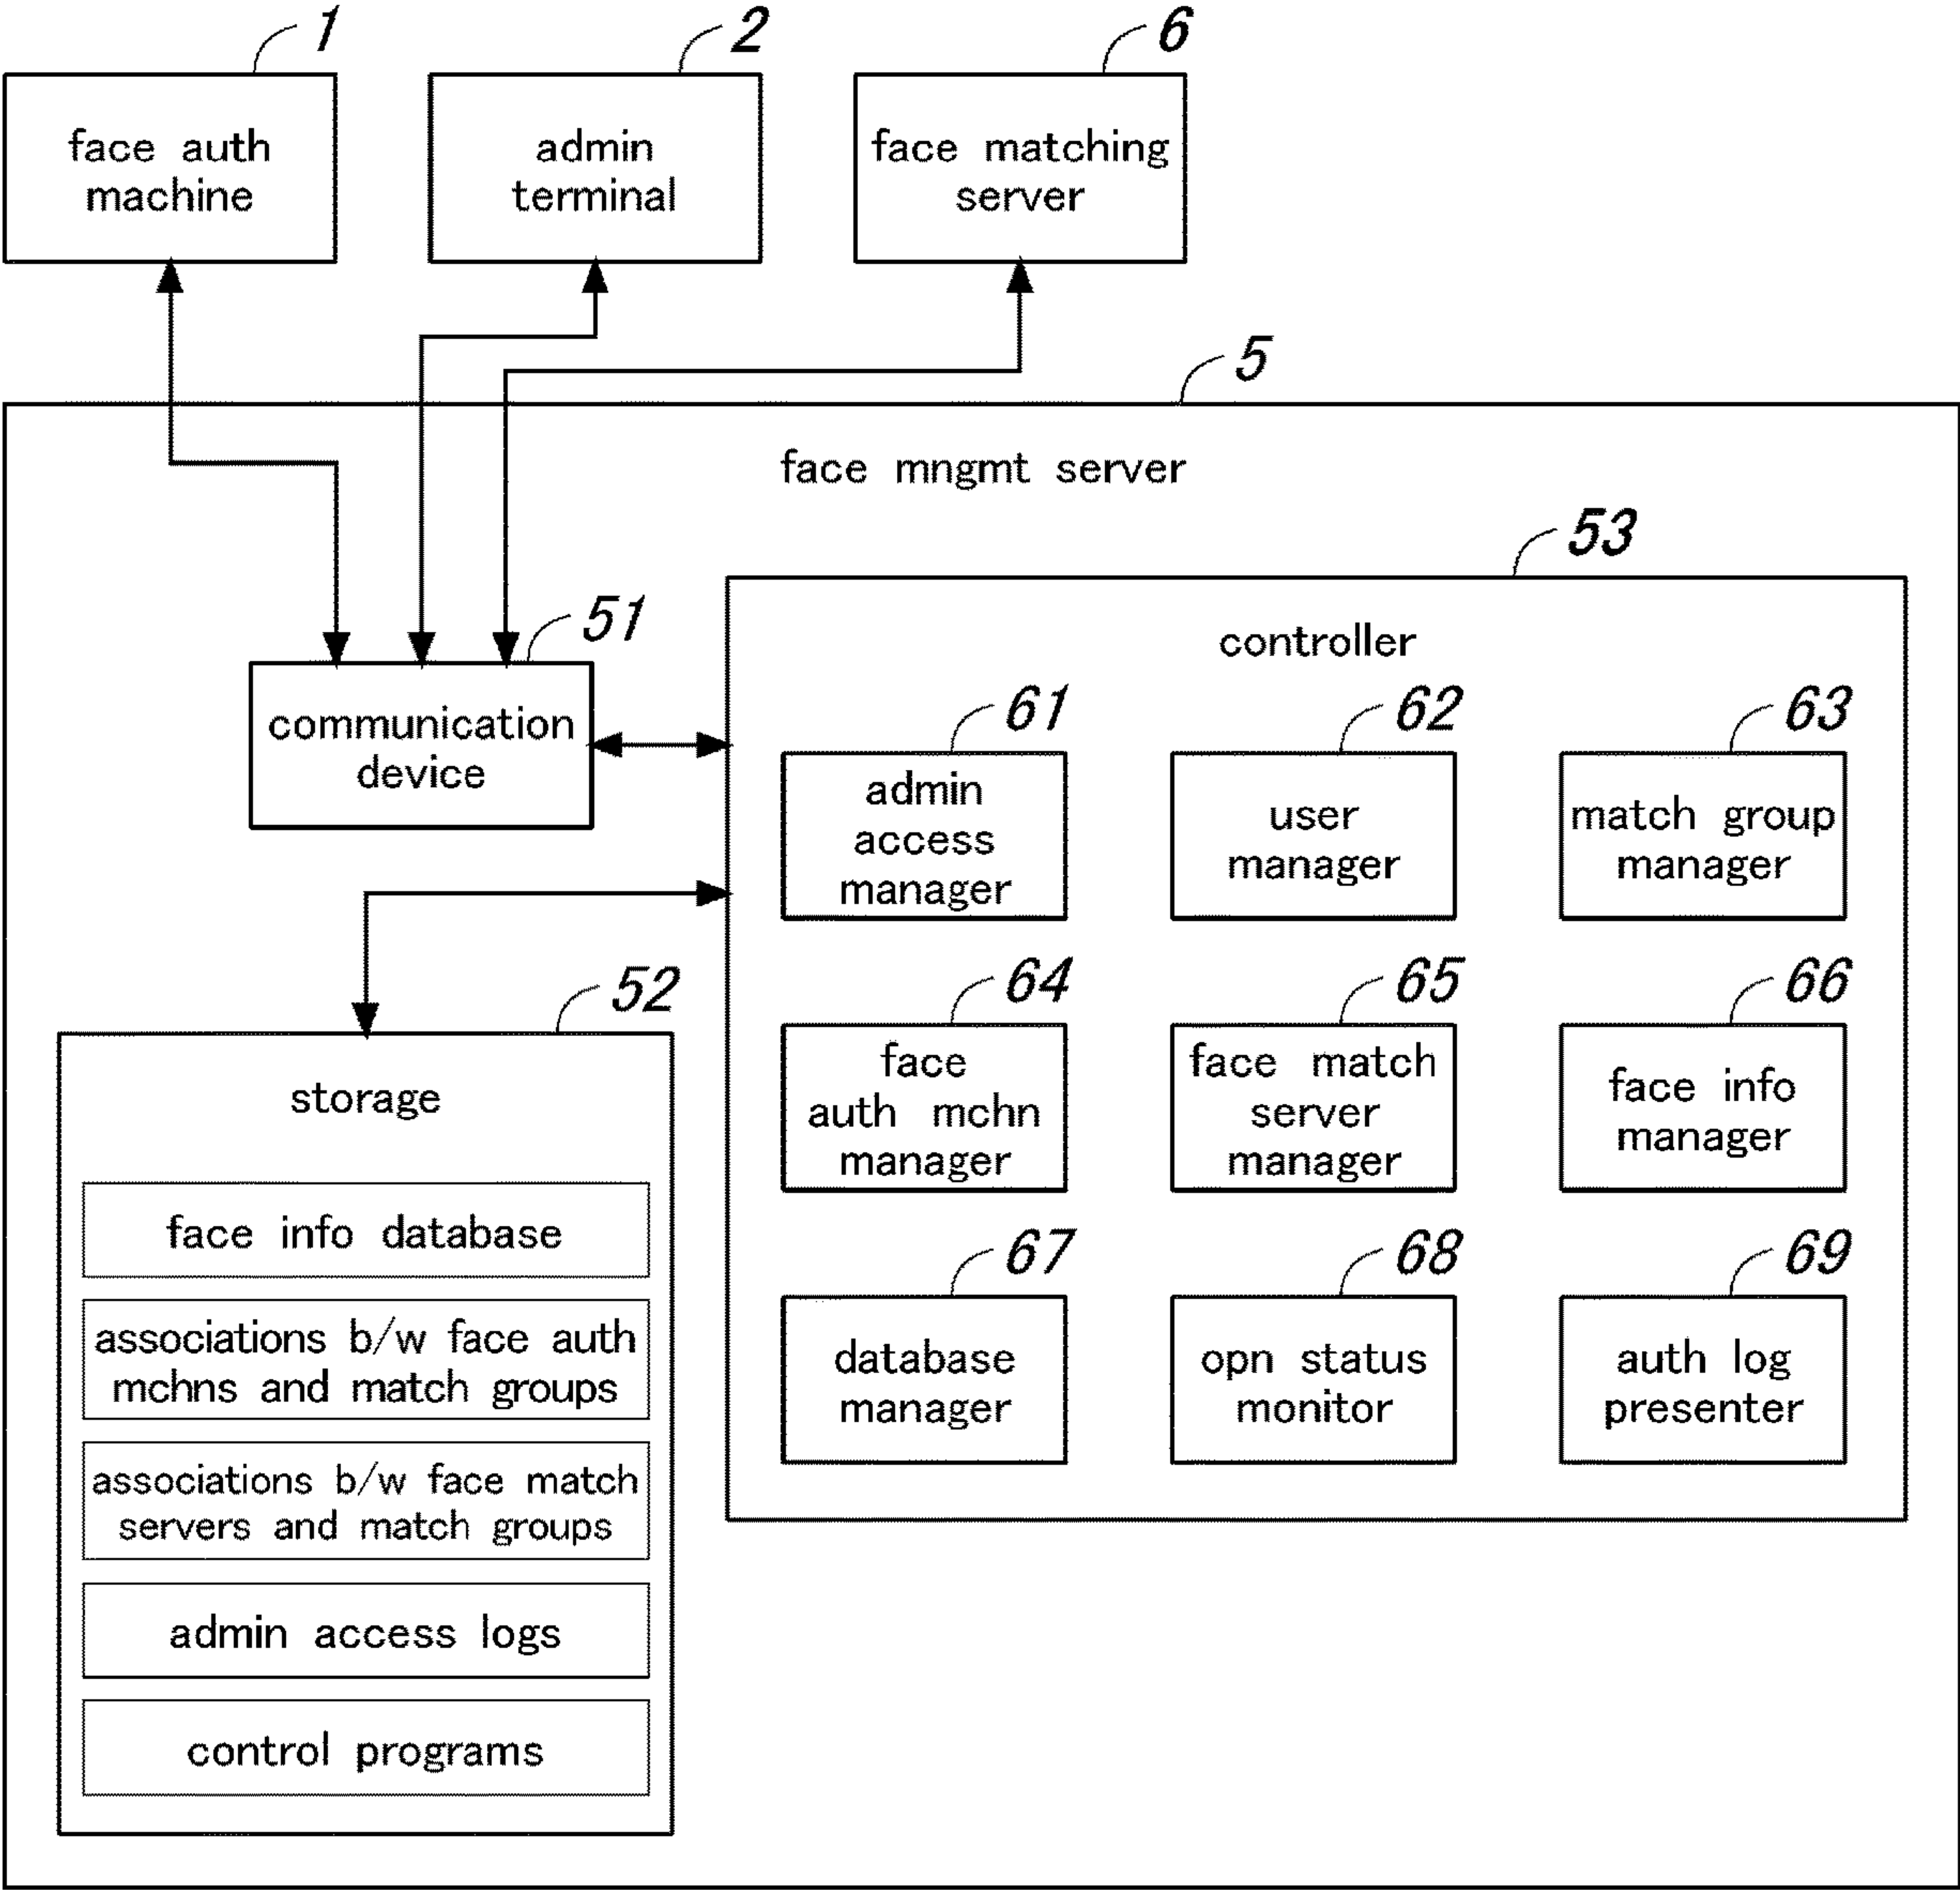 1
2
6
face auth
machine
admin
terminal
face matching
server
5
face mngmt server
53
controller
51
communication
device
61
admin
access
manager
62
user
manager
63
match group
manager
64
face
auth mchn
manager
65
face match
server
manager
66
face info
manager
67
database
manager
68
opn status
monitor
69
auth log
presenter
52
storage
face info database
associations b/w face auth
mchns and match groups
associations b/w face match
servers and match groups
admin access logs
control programs